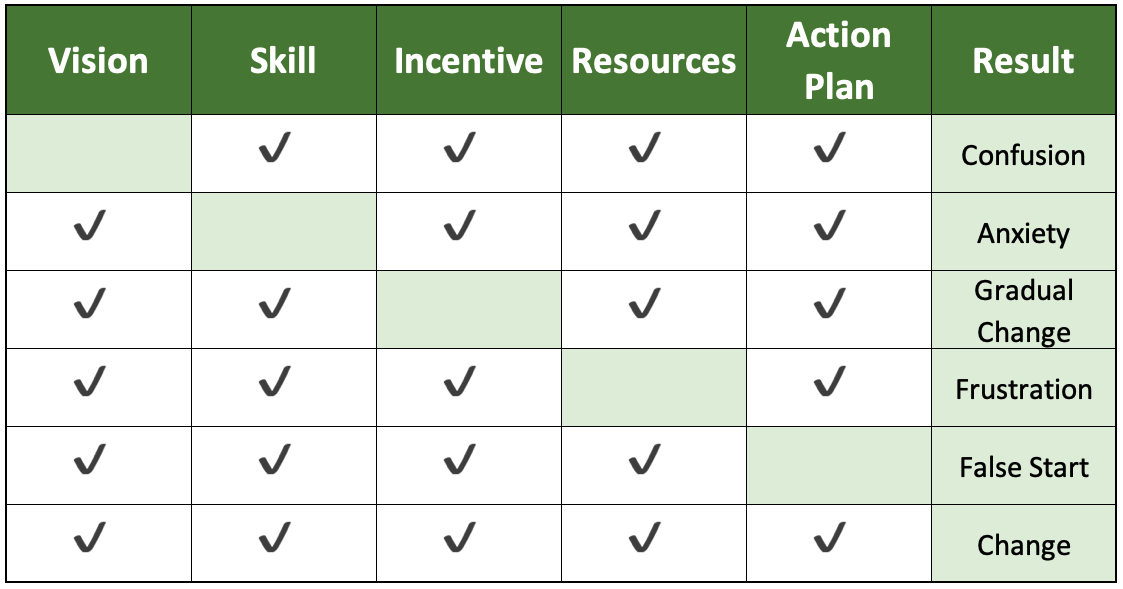 Vision Skill Incentive Resources Action Plan Result
✔ ✔ ✔ ✔ Confusion
✔ ✔ ✔ ✔ Anxiety
✔ ✔ ✔ ✔ Gradual Change
✔ ✔ ✔ ✔ Frustration
✔ ✔ ✔ ✔ False Start
✔ ✔ ✔ ✔ ✔ Change